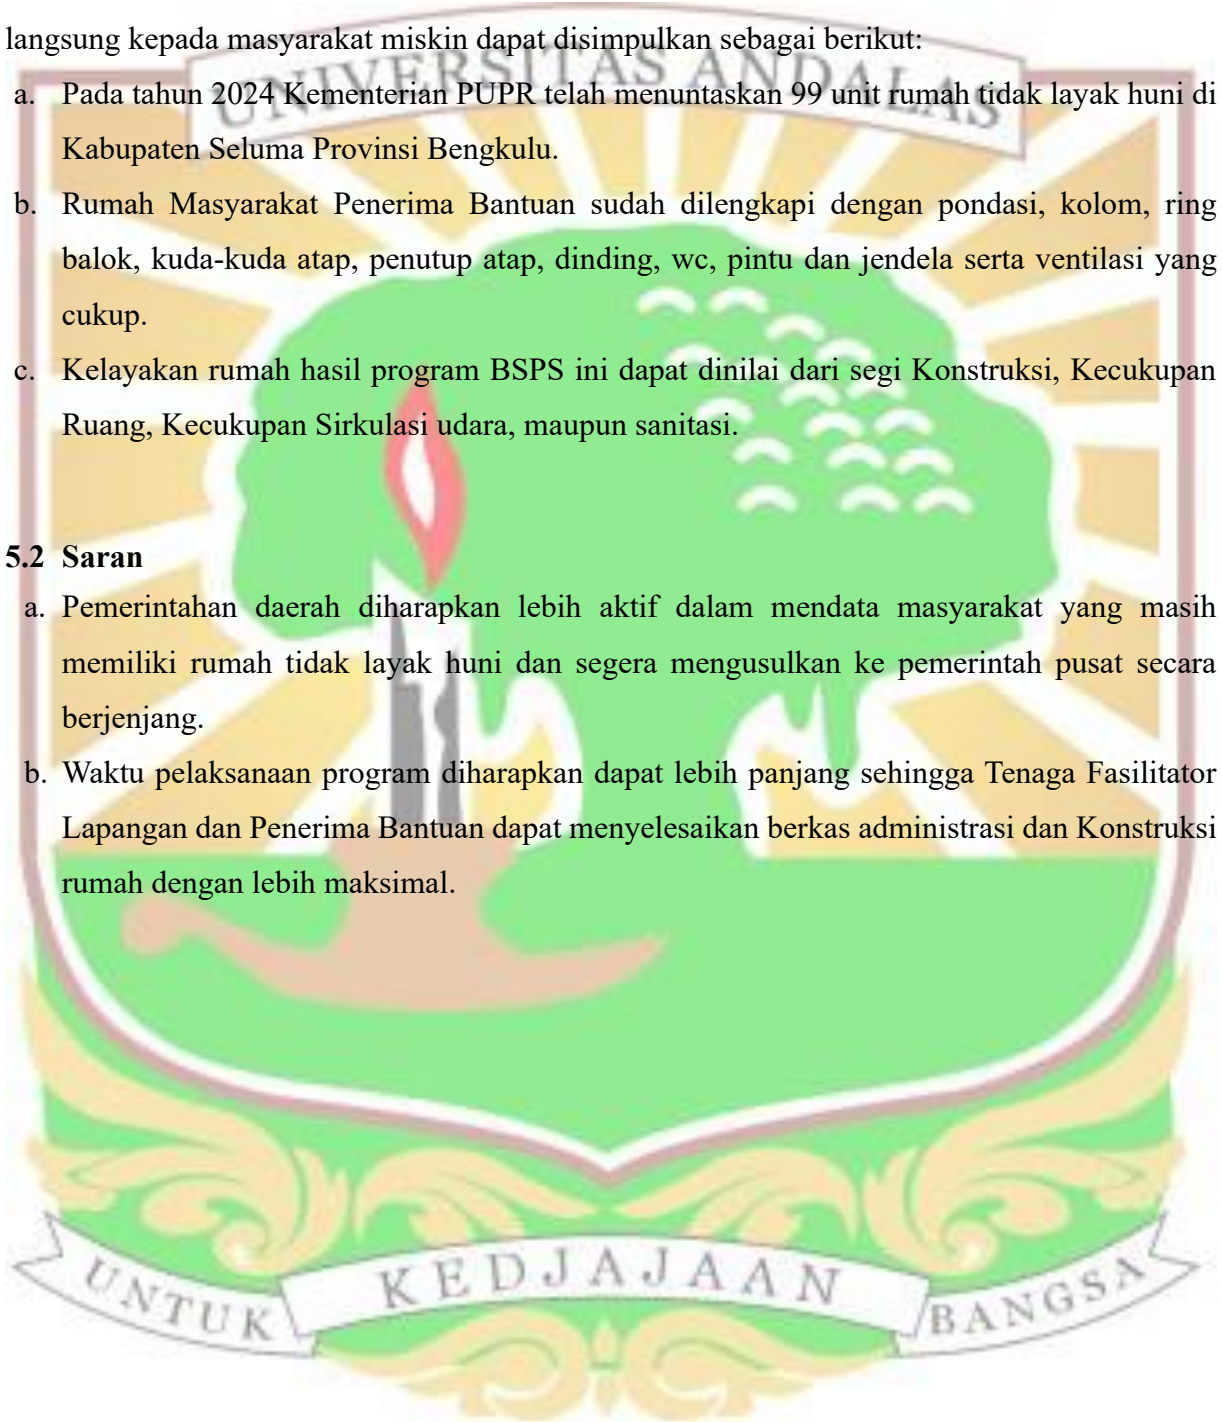 langsung kepada masyarakat miskin dapat disimpulkan sebagai berikut:
UNIVERSITAS ANDALAS
a. Pada tahun 2024 Kementerian PUPR telah menuntaskan 99 unit rumah tidak layak huni di
Kabupaten Seluma Provinsi Bengkulu.
b. Rumah Masyarakat Penerima Bantuan sudah dilengkapi dengan pondasi, kolom, ring
balok, kuda-kuda atap, penutup atap, dinding, wc, pintu dan jendela serta ventilasi yang
cukup.
c. Kelayakan rumah hasil program BSPS ini dapat dinilai dari segi Konstruksi, Kecukupan
Ruang, Kecukupan Sirkulasi udara, maupun sanitasi.
5.2 Saran
a. Pemerintahan daerah diharapkan lebih aktif dalam mendata masyarakat yang masih
memiliki rumah tidak layak huni dan segera mengusulkan ke pemerintah pusat secara
berjenjang.
b. Waktu pelaksanaan program diharapkan dapat lebih panjang sehingga Tenaga Fasilitator
Lapangan dan Penerima Bantuan dapat menyelesaikan berkas administrasi dan Konstruksi
rumah dengan lebih maksimal.
UNTUK KEDJAJAAN BANGSA